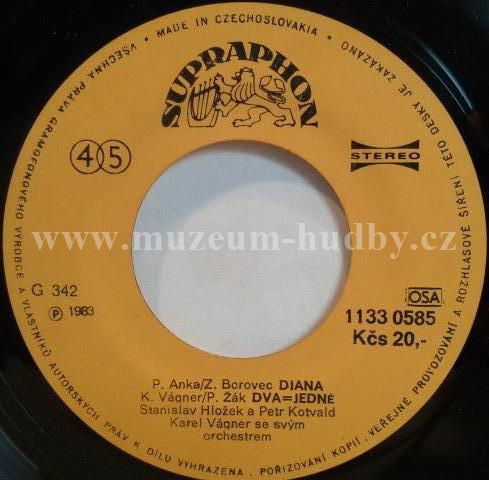 • MADE IN CZECHOSLOVAKIA •
VŠECHNA PRÁVA GRAMOFONOVÉHO VÝROBCE A VLASTNÍKŮ AUTORSKÝCH PRÁV K DÍLU VYHRAZENA. POŘIZOVÁNÍ KOPIÍ, VEŘEJNÉ PROVOZOVÁNÍ A ROZHLASOVÉ ŠÍŘENÍ TÉTO DESKY JE ZAKÁZÁNO
SUPRAPHON
45
STEREO
www.muzeum-hudby.cz
G 342
℗ 1983
OSA
1133 0585
Kčs 20,-
P. Anka/Z. Borovec DIANA
K. Vágner/P. Žák DVA=JEDNÉ
Stanislav Hložek a Petr Kotvald
Karel Vágner se svým
orchestrem